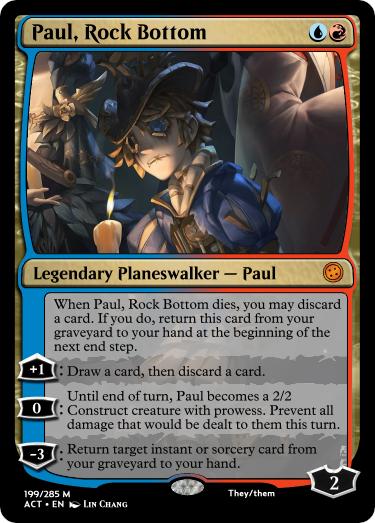 Paul, Rock Bottom
Legendary Planeswalker — Paul
When Paul, Rock Bottom dies, you may discard
a card. If you do, return this card from your
graveyard to your hand at the beginning of the
next end step.
+1: Draw a card, then discard a card.
Until end of turn, Paul becomes a 2/2
0: Construct creature with prowess. Prevent all
damage that would be dealt to them this turn.
-3: Return target instant or sorcery card from
your graveyard to your hand.
2
199/285 M
ACT • EN Lin Chang
They/them